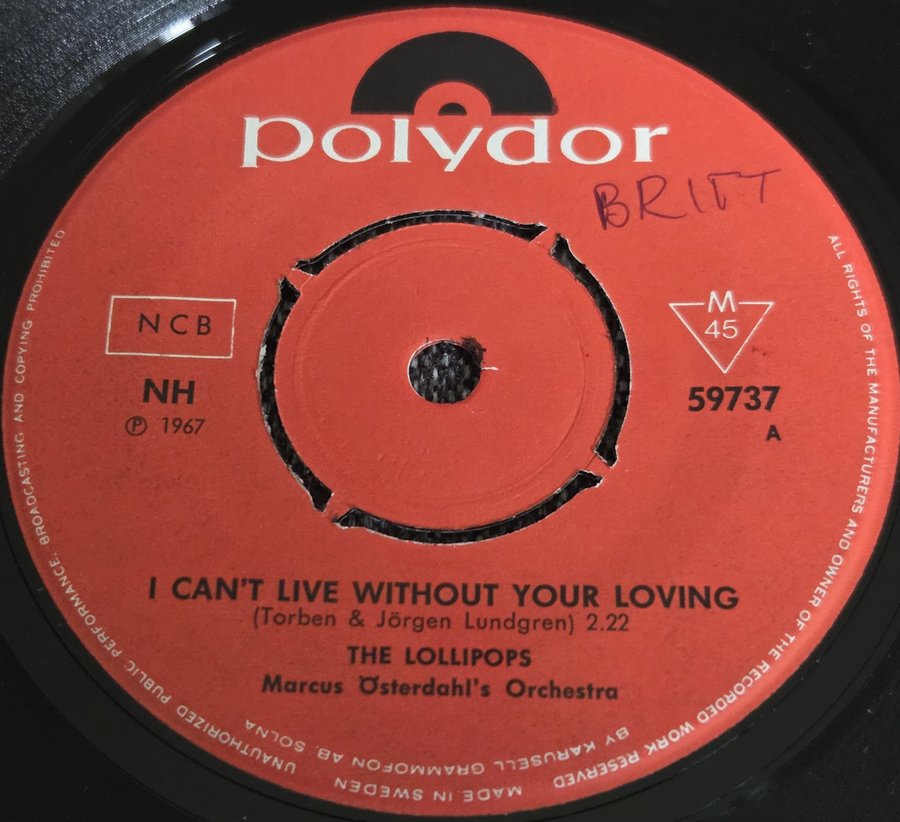 polydor
BRITT
NCB
NH
℗ 1967
M
45
59737
A
I CAN'T LIVE WITHOUT YOUR LOVING
(Torben & Jörgen Lundgren) 2.22
THE LOLLIPOPS
Marcus Österdahl's Orchestra
ALL RIGHTS OF THE MANUFACTURERS AND OWNER OF THE RECORDED WORK RESERVED
UNAUTHORIZED PUBLIC PERFORMANCE, BROADCASTING AND COPYING PROHIBITED
BY KARUSELL GRAMMOFON AB, SOLNA
MADE IN SWEDEN